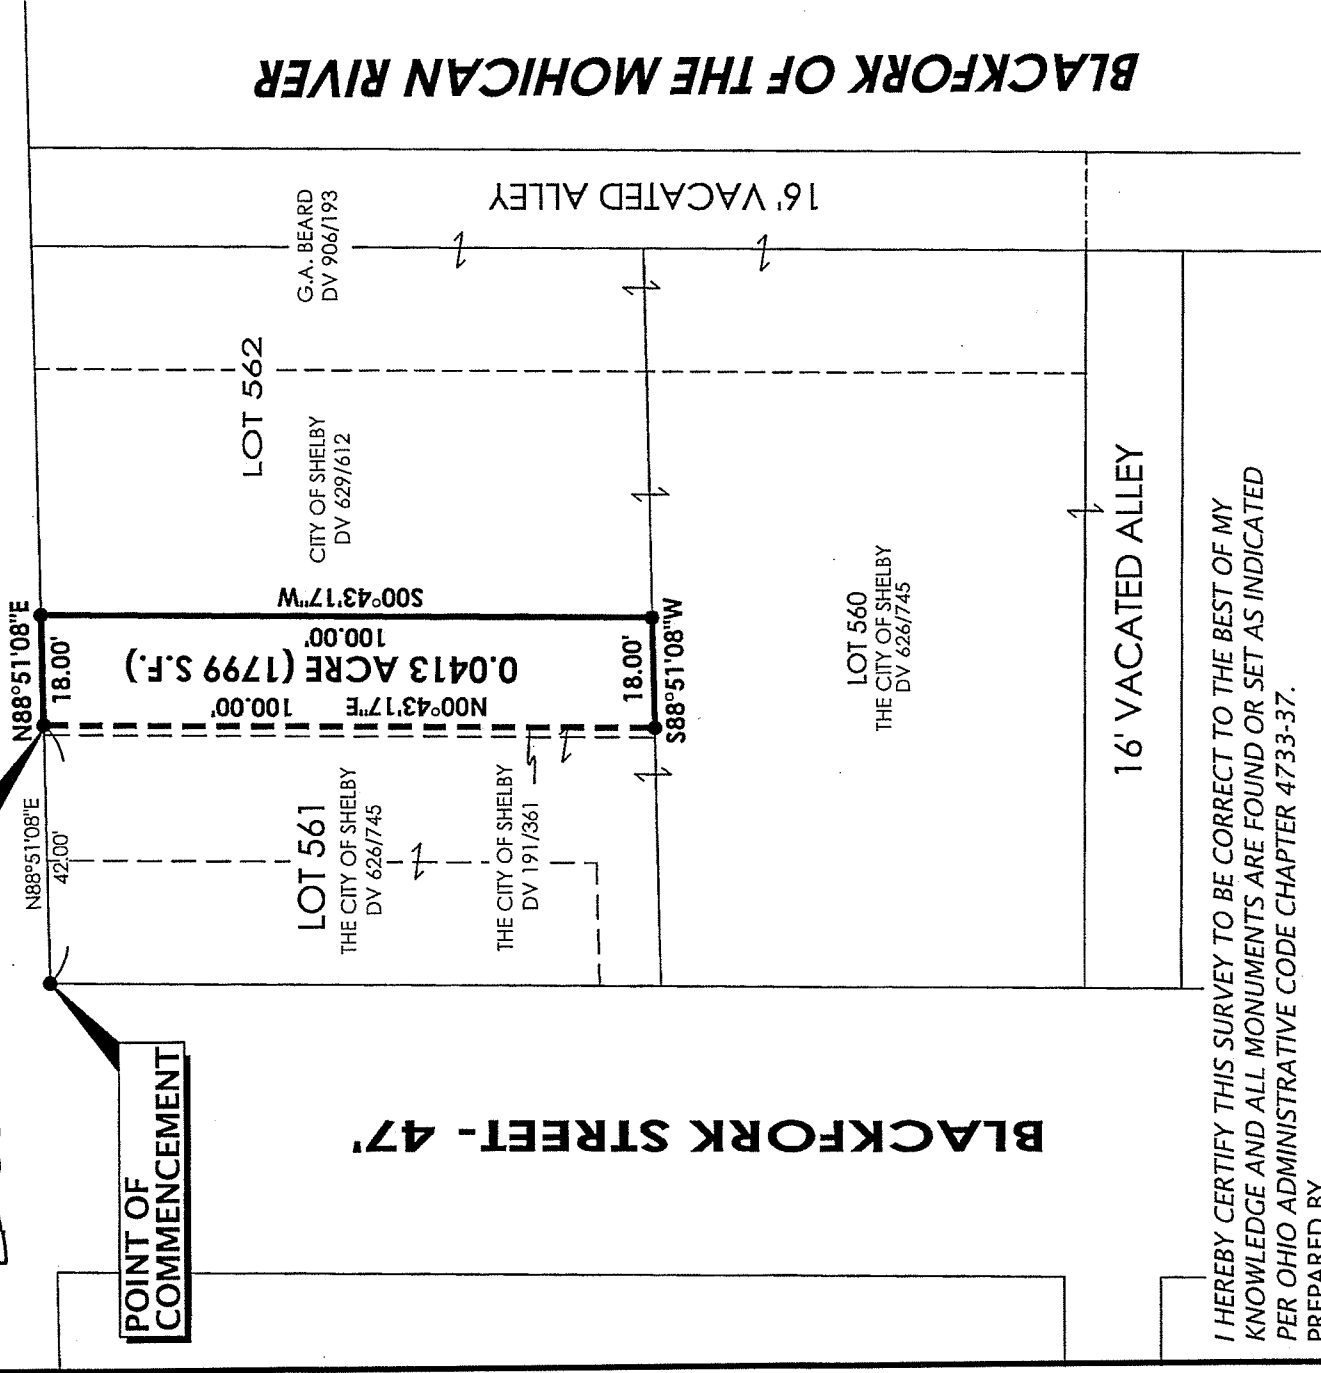 BLACKFORK OF THE MOHICAN RIVER
16' VACATED ALLEY
G.A. BEARD
DV 906/193
LOT 562
CITY OF SHELBY
DV 629/612
N88°51'08"E
18.00'
S00°43'17"W
100.00'
0.0413 ACRE (1799 S.F.)
N00°43'17"E 100.00'
18.00'
S88°51'08"W
N88°51'08"E
42.00'
LOT 561
THE CITY OF SHELBY
DV 626/745
THE CITY OF SHELBY
DV 191/361
LOT 560
THE CITY OF SHELBY
DV 626/745
16' VACATED ALLEY
POINT OF
COMMENCEMENT
BLACKFORK STREET - 47'
I HEREBY CERTIFY THIS SURVEY TO BE CORRECT TO THE BEST OF MY
KNOWLEDGE AND ALL MONUMENTS ARE FOUND OR SET AS INDICATED
PER OHIO ADMINISTRATIVE CODE CHAPTER 4733-37.
PREPARED BY